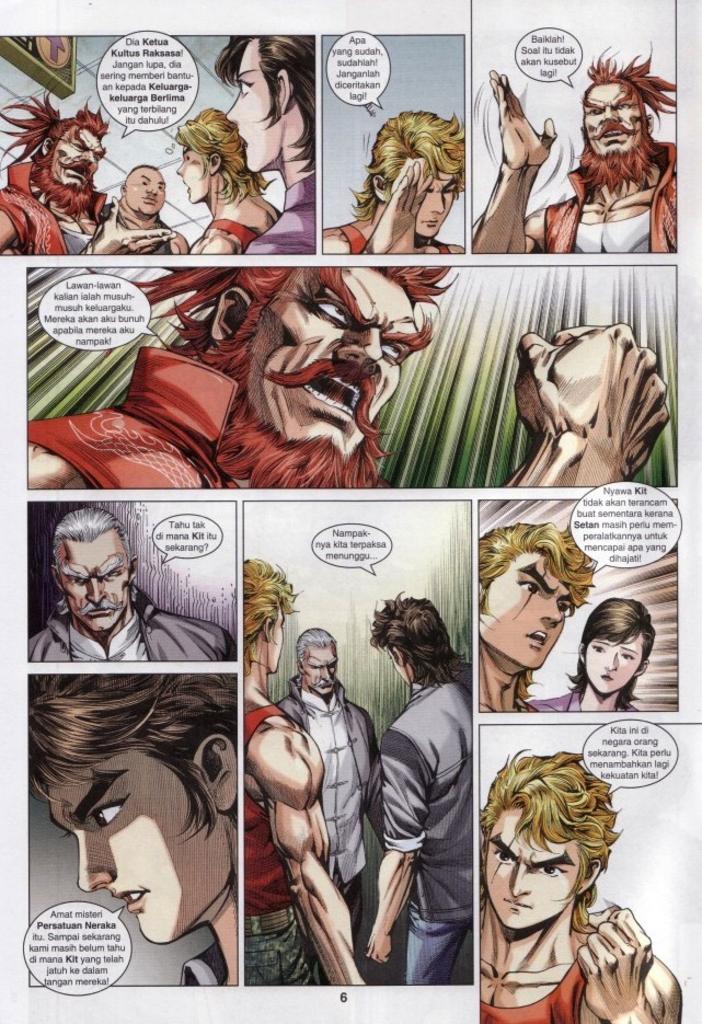 Dia Ketua
Kultus Raksasa!
Jangan lupa, dia
sering memberi bantu-
an kepada Keluarga-
keluarga Berlima
yang terbilang
itu dahulu!
Apa
yang sudah,
sudahlah!
Janganlah
diceritakan
lagi!
Baiklah!
Soal itu tidak
akan kusebut
lagi!
Lawan-lawan
kalian ialah musuh-
musuh keluargaku.
Mereka akan aku bunuh
apabila mereka aku
nampak!
Tahu tak
di mana Kit itu
sekarang?
Nampak-
nya kita terpaksa
menunggu...
Nyawa Kit
tidak akan terancam
buat sementara kerana
Setan masih perlu mem-
peralatkannya untuk
mencapai apa yang
dihajati!
Amat misteri
Persatuan Neraka
itu. Sampai sekarang
kami masih belum tahu
di mana Kit yang telah
jatuh ke dalam
tangan mereka!
Kita ini di
negara orang
sekarang. Kita perlu
menambahkan lagi
kekuatan kita!
6